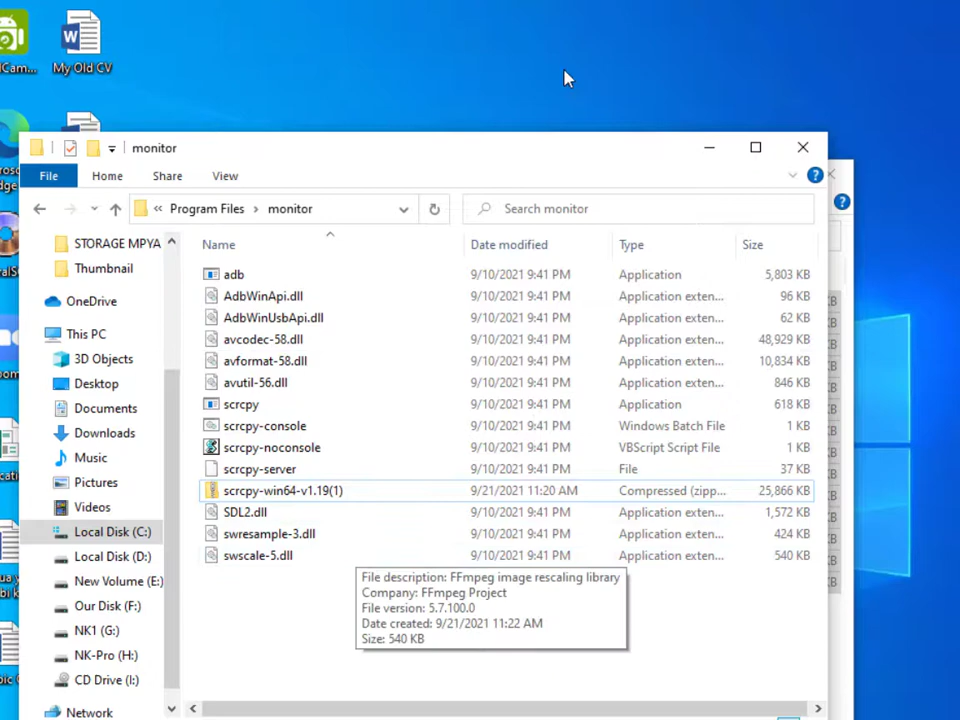 lCam...
My Old CV
monitor
File
Home
Share
View
Program Files
monitor
Search monitor
STORAGE MPYA
Thumbnail
OneDrive
This PC
3D Objects
Desktop
Documents
Downloads
Music
Pictures
Videos
Local Disk (C:)
Local Disk (D:)
New Volume (E:)
Our Disk (F:)
NK1 (G:)
NK-Pro (H:)
CD Drive (I:)
Network
Name Date modified Type Size
adb 9/10/2021 9:41 PM Application 5,803 KB
AdbWinApi.dll 9/10/2021 9:41 PM Application exten... 96 KB
AdbWinUsbApi.dll 9/10/2021 9:41 PM Application exten... 62 KB
avcodec-58.dll 9/10/2021 9:41 PM Application exten... 48,929 KB
avformat-58.dll 9/10/2021 9:41 PM Application exten... 10,834 KB
avutil-56.dll 9/10/2021 9:41 PM Application exten... 846 KB
scrcpy 9/10/2021 9:41 PM Application 618 KB
scrcpy-console 9/10/2021 9:41 PM Windows Batch File 1 KB
scrcpy-noconsole 9/10/2021 9:41 PM VBScript Script File 1 KB
scrcpy-server 9/10/2021 9:41 PM File 37 KB
scrcpy-win64-v1.19(1) 9/21/2021 11:20 AM Compressed (zipp... 25,866 KB
SDL2.dll 9/10/2021 9:41 PM Application exten... 1,572 KB
swresample-3.dll 9/10/2021 9:41 PM Application exten... 424 KB
swscale-5.dll 9/10/2021 9:41 PM Application exten... 540 KB
File description: FFmpeg image rescaling library
Company: FFmpeg Project
File version: 5.7.100.0
Date created: 9/21/2021 11:22 AM
Size: 540 KB